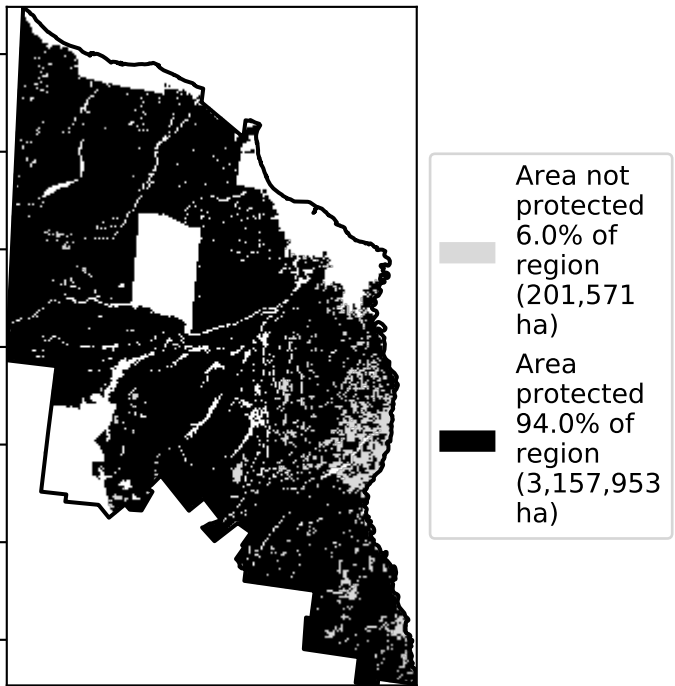 Area not
protected
6.0% of
region
(201,571
ha)
Area
protected
94.0% of
region
(3,157,953
ha)